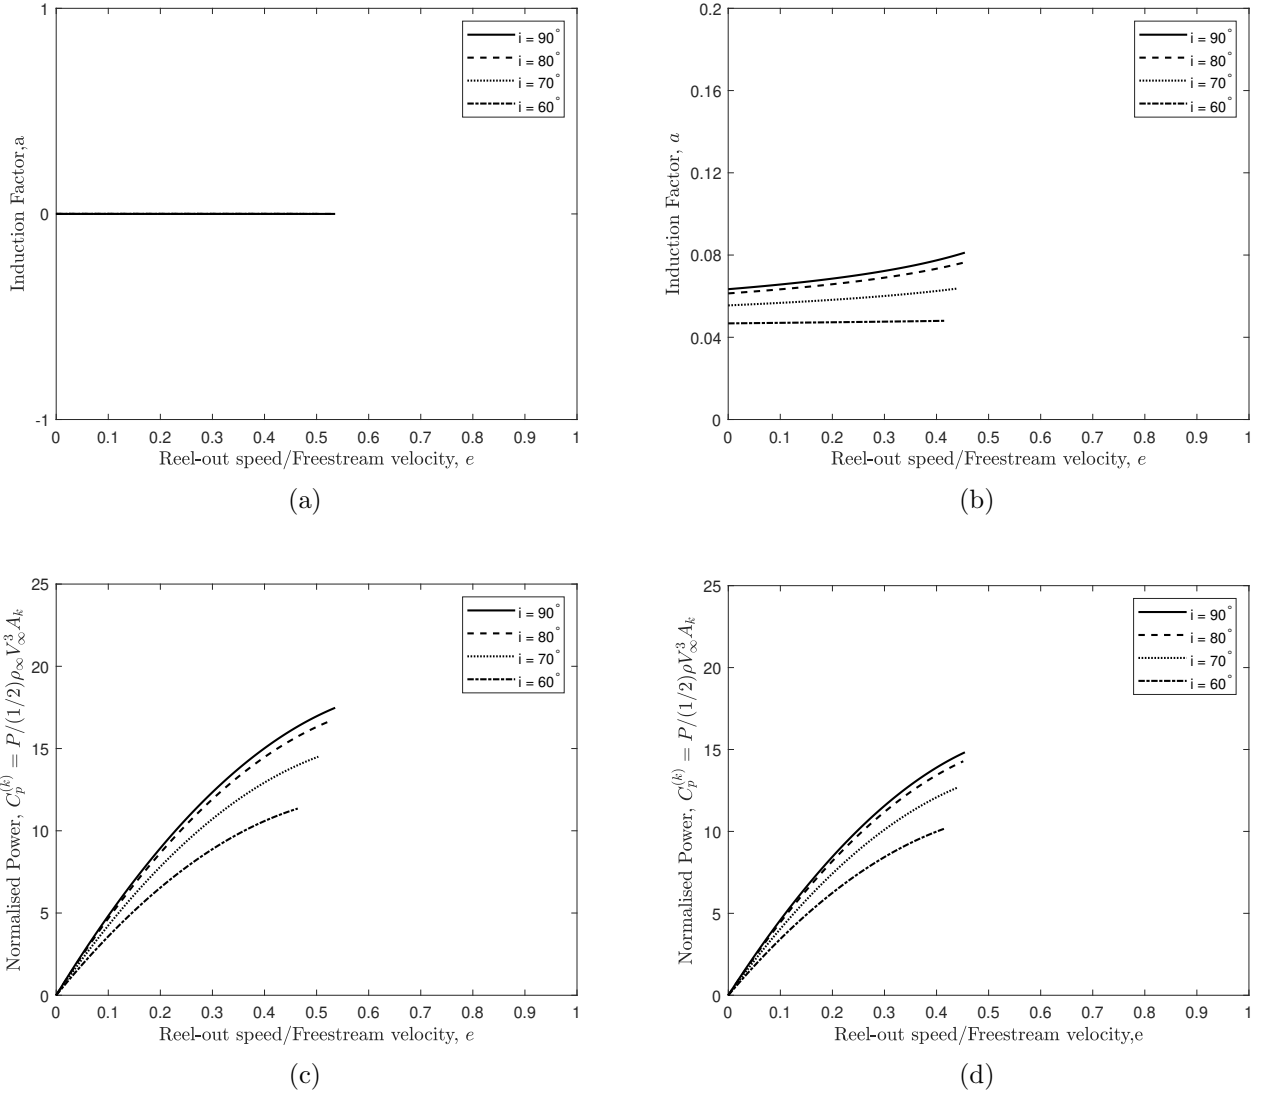 1
0
-1
Induction Factor,a
i = 90°
i = 80°
i = 70°
i = 60°
0 0.1 0.2 0.3 0.4 0.5 0.6 0.7 0.8 0.9 1
Reel-out speed/Freestream velocity, e
(a)
0.2
0.16
0.12
0.08
0.04
0
Induction Factor, a
i = 90°
i = 80°
i = 70°
i = 60°
0 0.1 0.2 0.3 0.4 0.5 0.6 0.7 0.8 0.9 1
Reel-out speed/Freestream velocity, e
(b)
25
20
15
10
5
0
Normalised Power, C_p^{(k)} = P/(1/2)ρ_∞V_∞^3A_k
i = 90°
i = 80°
i = 70°
i = 60°
0 0.1 0.2 0.3 0.4 0.5 0.6 0.7 0.8 0.9 1
Reel-out speed/Freestream velocity, e
(c)
25
20
15
10
5
0
Normalised Power, C_p^{(k)} = P/(1/2)ρV_∞^3A_k
i = 90°
i = 80°
i = 70°
i = 60°
0 0.1 0.2 0.3 0.4 0.5 0.6 0.7 0.8 0.9 1
Reel-out speed/Freestream velocity,e
(d)